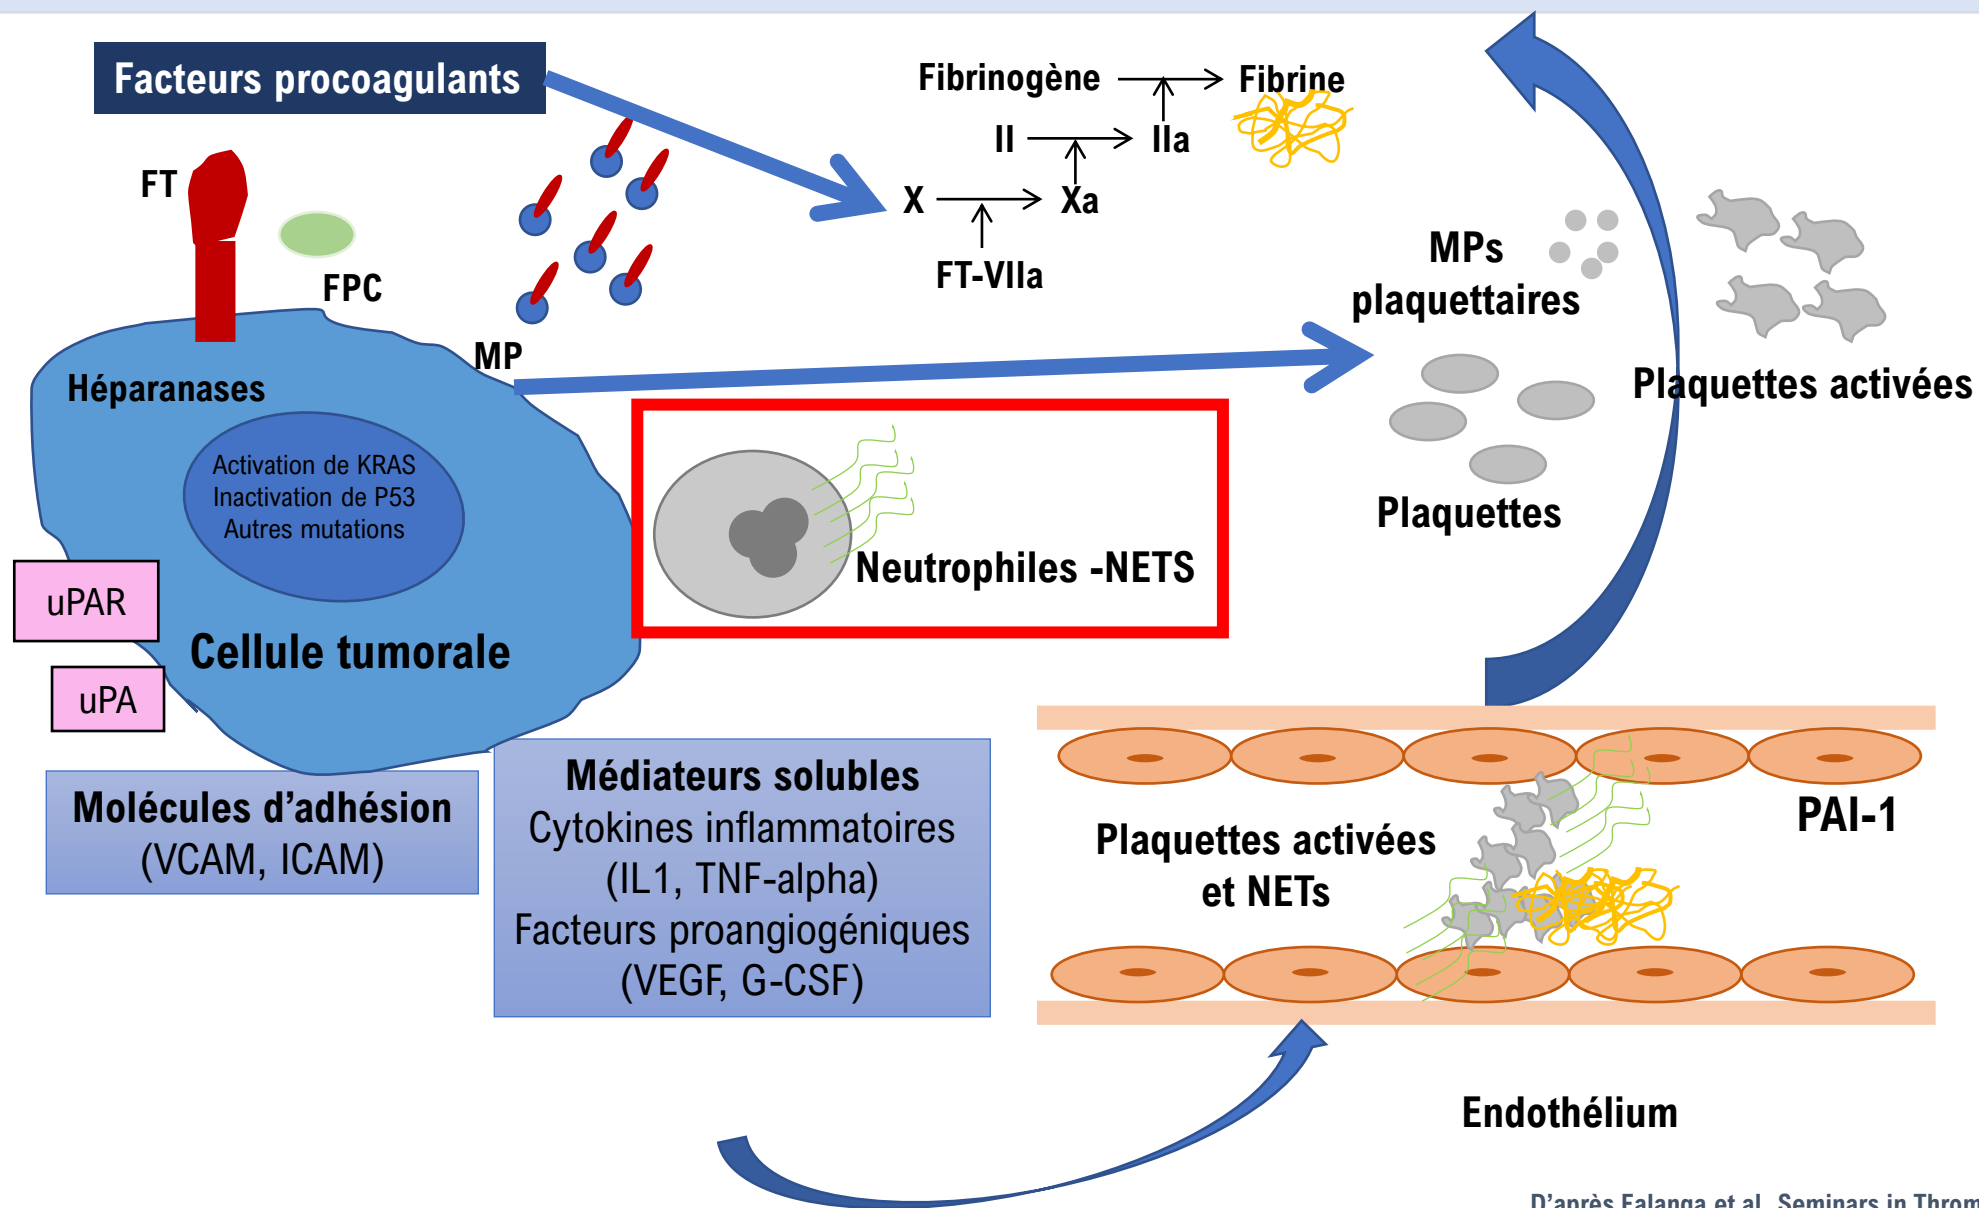 Facteurs procoagulants
FT
FPC
MP
Héparanases
Activation de KRAS
Inactivation de P53
Autres mutations
uPAR
uPA
Cellule tumorale
Molécules d'adhésion
(VCAM, ICAM)
Médiateurs solubles
Cytokines inflammatoires
(IL1, TNF-alpha)
Facteurs proangiogéniques
(VEGF, G-CSF)
Fibrinogène
Fibrine
II
IIa
X
Xa
FT-VIIa
Neutrophiles -NETS
MPs
plaquettaires
Plaquettes activées
Plaquettes
Plaquettes activées
et NETs
PAI-1
Endothélium
D'après Falanga et al. Seminars in Throm